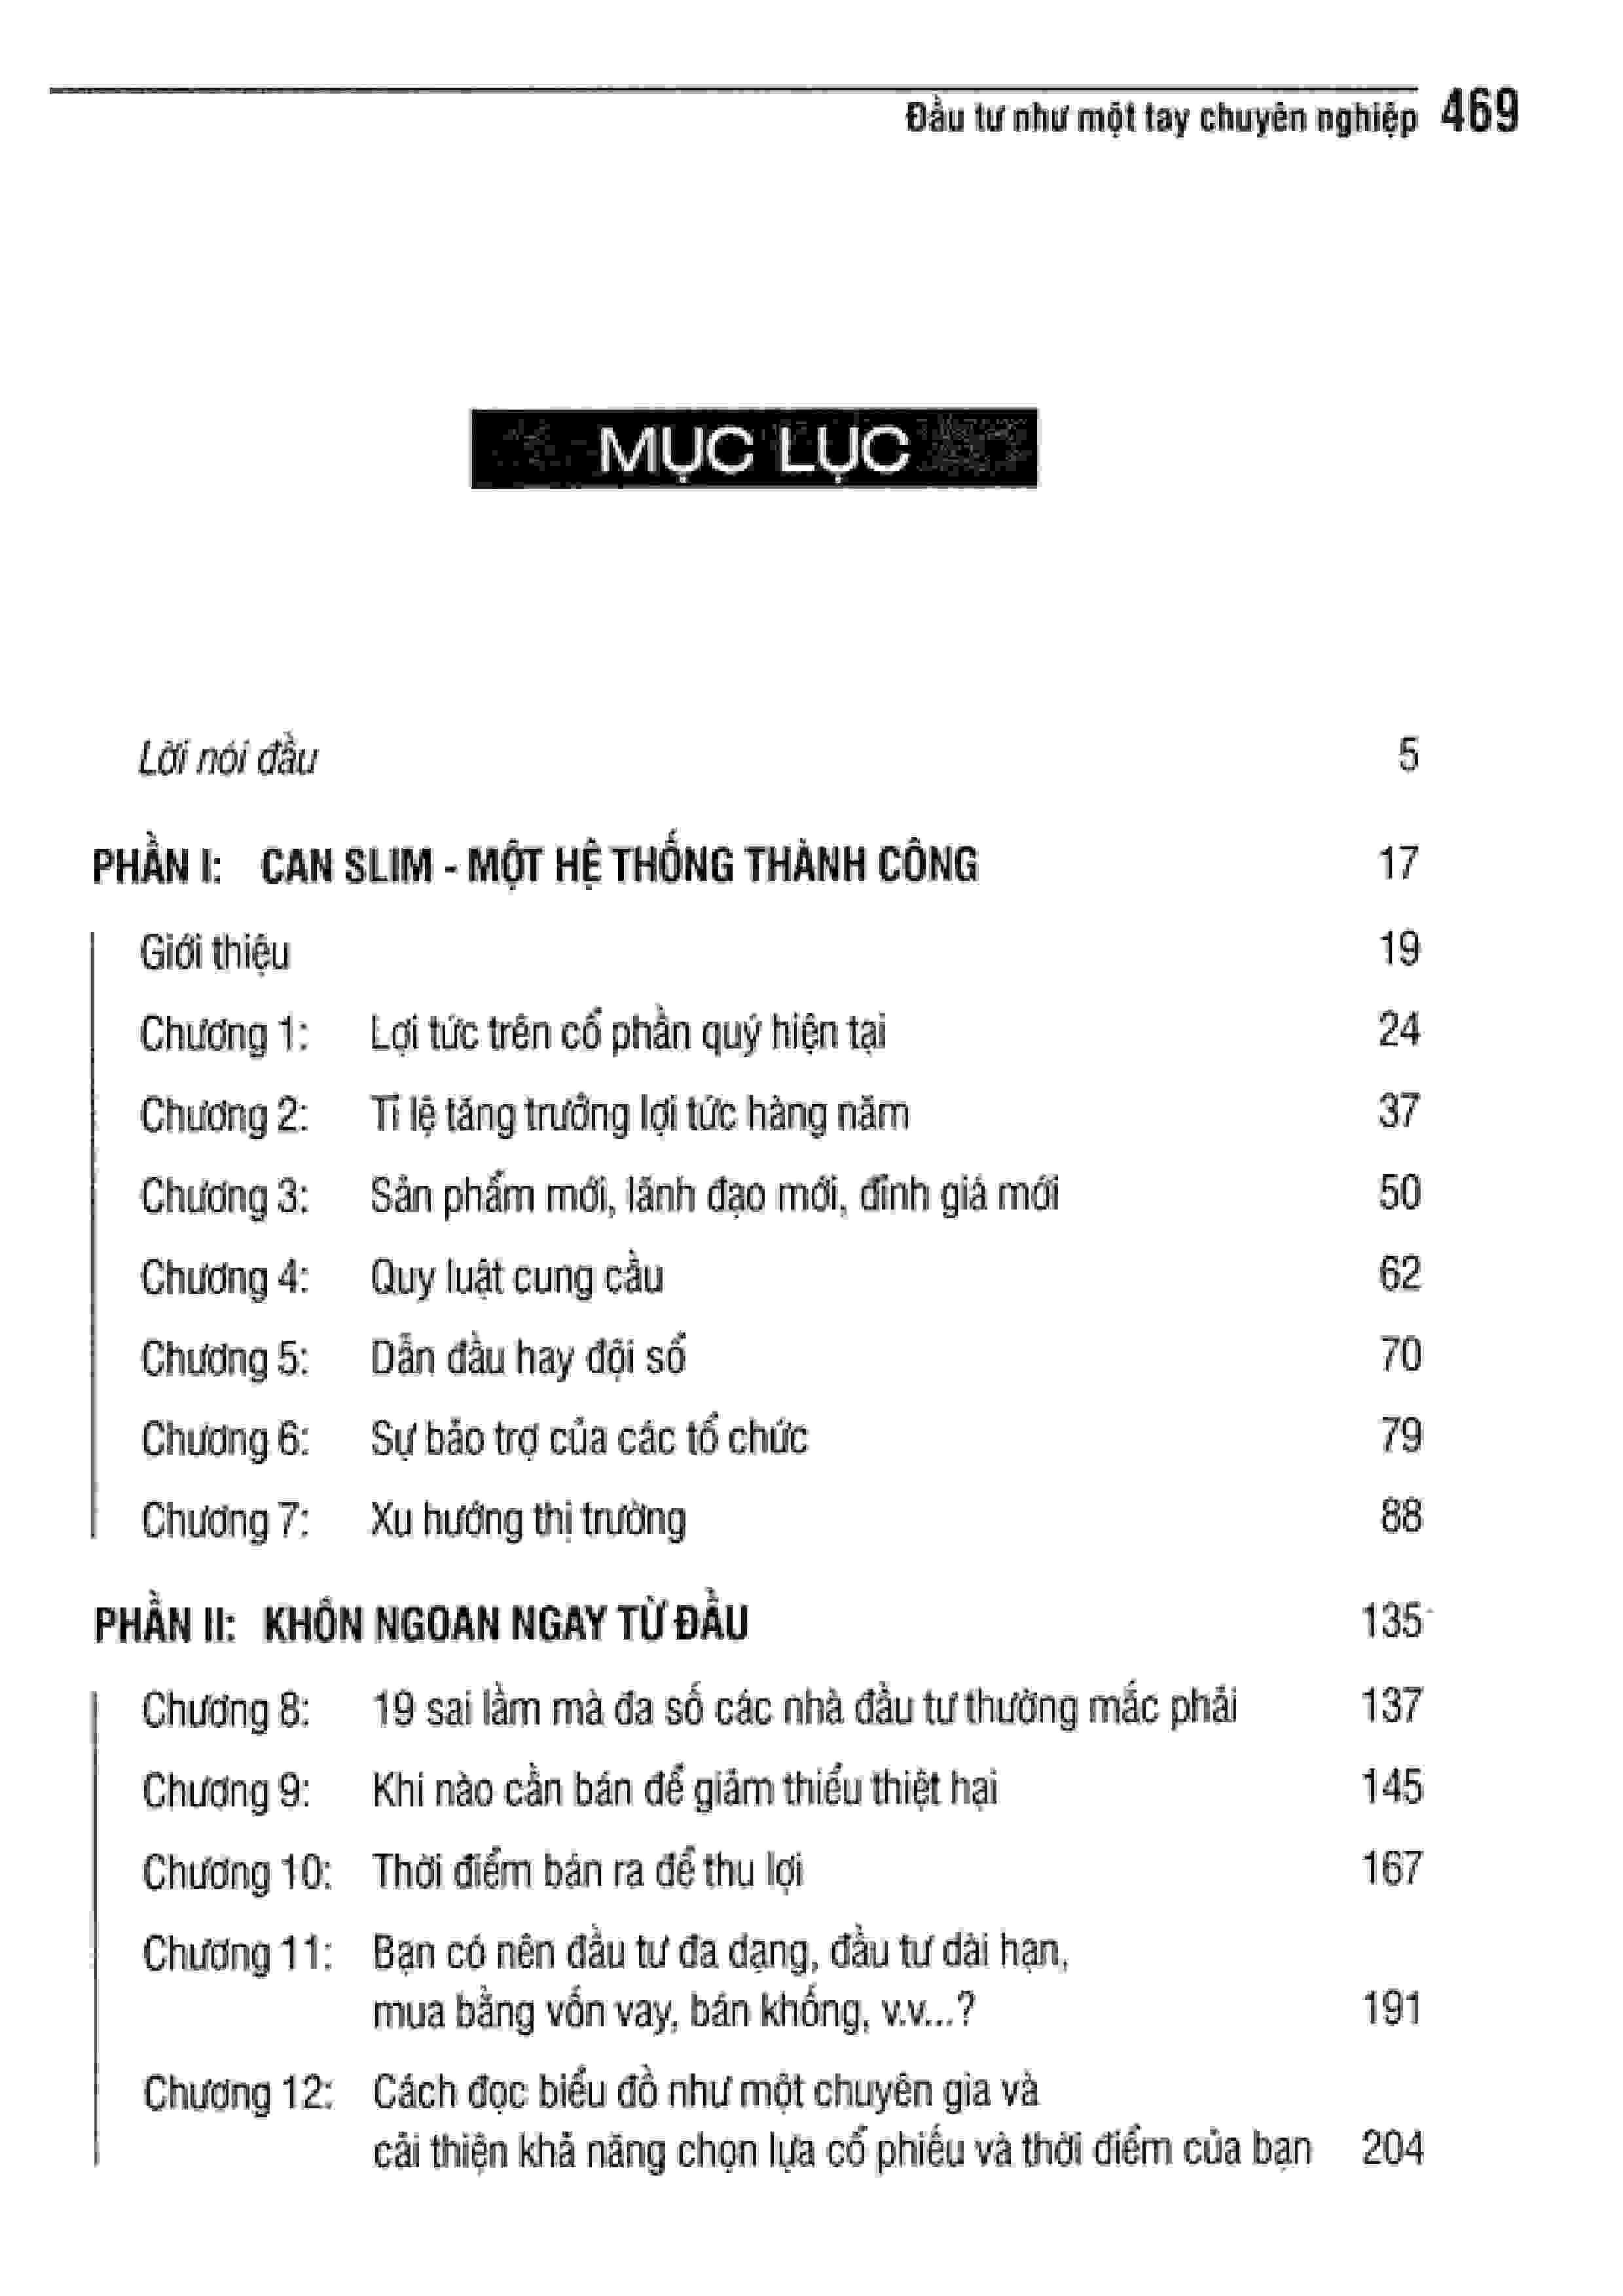 Đầu tư như một tay chuyên nghiệp 469
MỤC LỤC
Lời nói đầu 5
PHẦN I: CAN SLIM - MỘT HỆ THỐNG THÀNH CÔNG 17
Giới thiệu 19
Chương 1: Lợi tức trên cổ phần quý hiện tại 24
Chương 2: Tỉ lệ tăng trưởng lợi tức hàng năm 37
Chương 3: Sản phẩm mới, lãnh đạo mới, đỉnh giá mới 50
Chương 4: Quy luật cung cầu 62
Chương 5: Dẫn đầu hay đội sổ 70
Chương 6: Sự bảo trợ của các tổ chức 79
Chương 7: Xu hướng thị trường 88
PHẦN II: KHÔN NGOAN NGAY TỪ ĐẦU 135
Chương 8: 19 sai lầm mà đa số các nhà đầu tư thường mắc phải 137
Chương 9: Khi nào cần bán để giảm thiểu thiệt hại 145
Chương 10: Thời điểm bán ra để thu lợi 167
Chương 11: Bạn có nên đầu tư đa dạng, đầu tư dài hạn,
mua bằng vốn vay, bán khống, v.v...? 191
Chương 12: Cách đọc biểu đồ như một chuyên gia và
cải thiện khả năng chọn lựa cổ phiếu và thời điểm của bạn 204